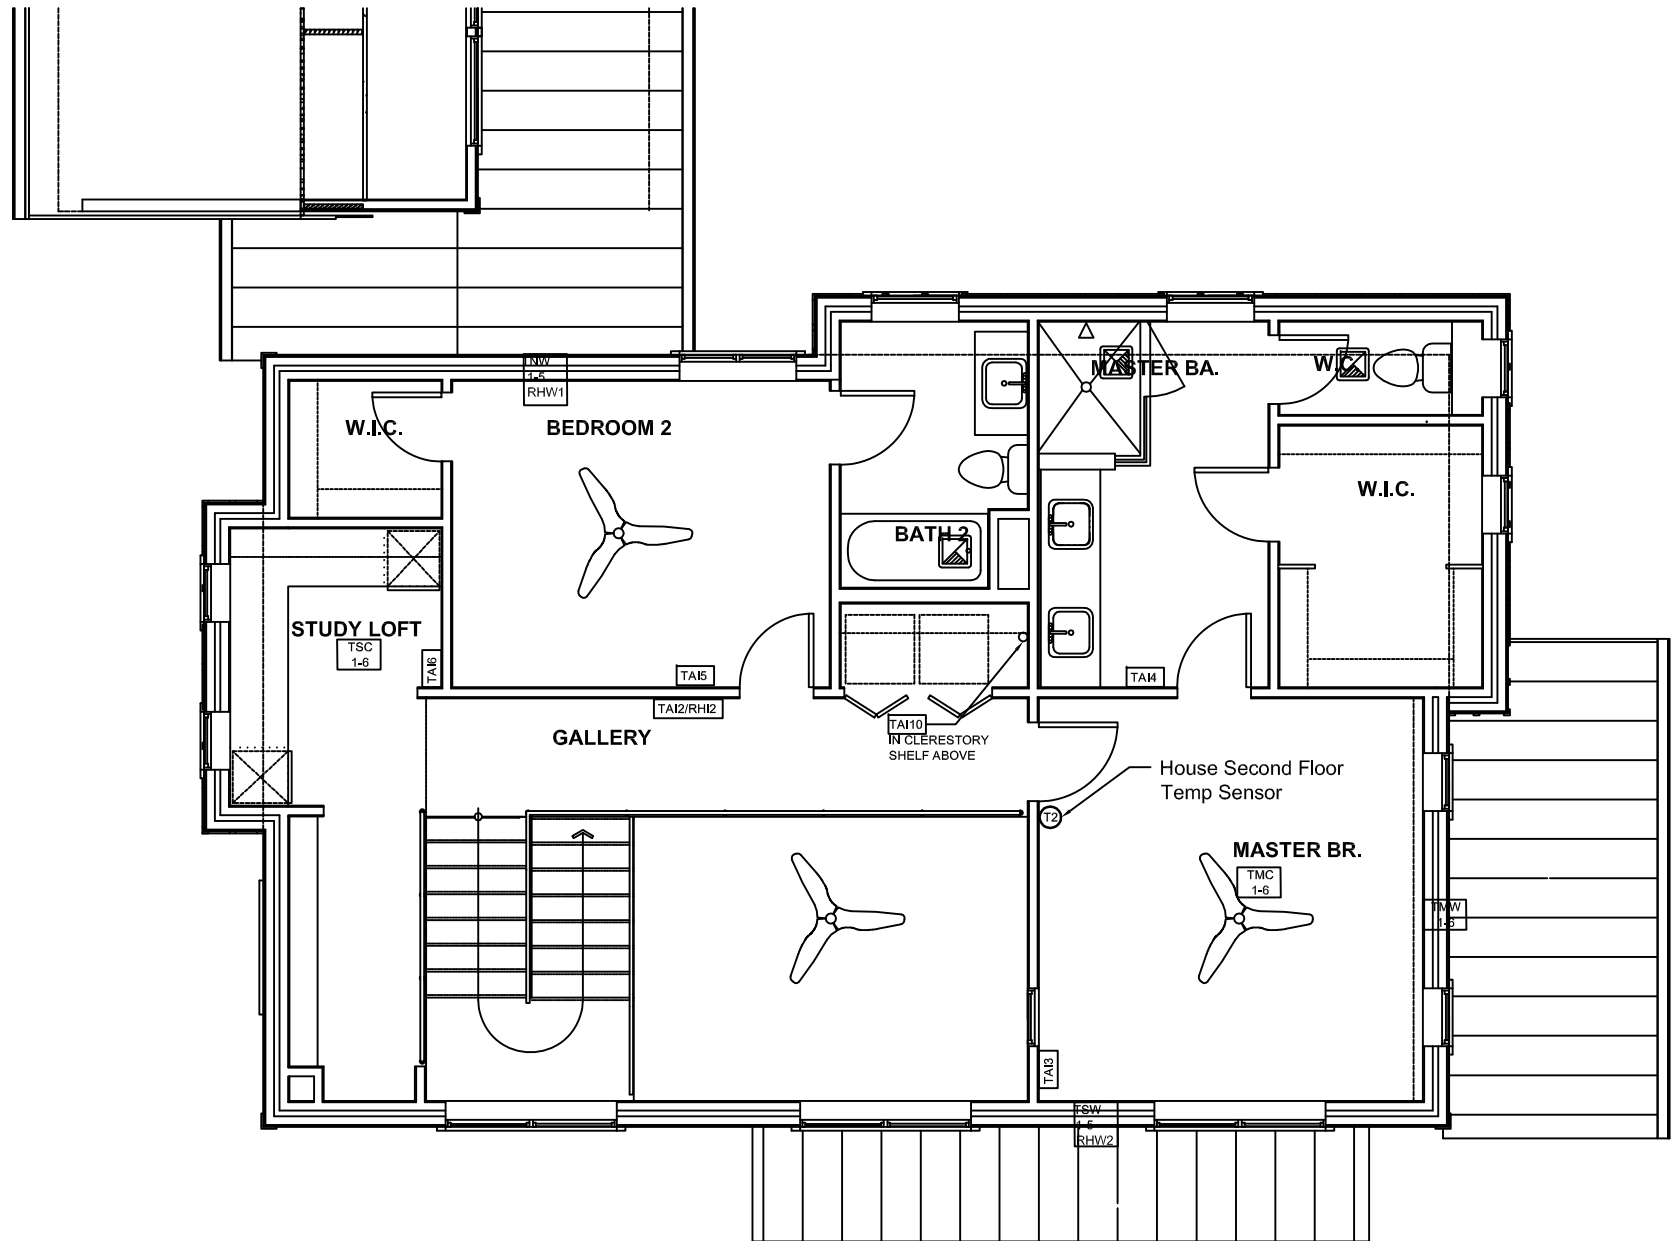 TNW
1-5
RHW1
MASTER BA.
W.C.
W.I.C.
BEDROOM 2
W.I.C.
BATH 2
STUDY LOFT
TSC
1-6
TAI6
TAI5
TAI4
TAI2/RHI2
TAI10
IN CLERESTORY
SHELF ABOVE
GALLERY
House Second Floor
Temp Sensor
T2
MASTER BR.
TMC
1-6
TMW
1-6
TAI3
TSW
1-5
RHW2